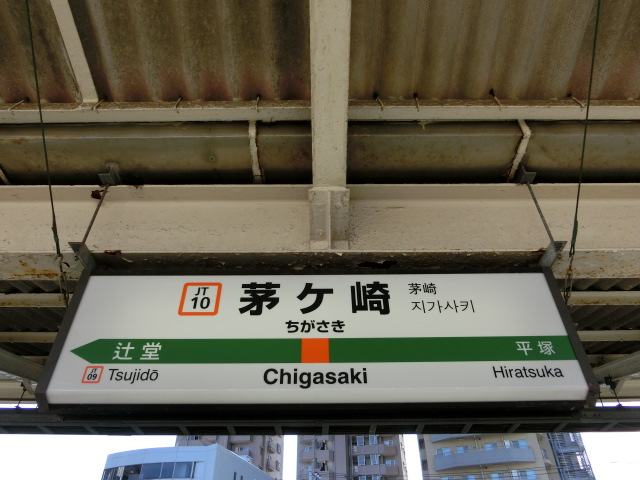 JT
10
茅ケ崎
茅崎
지가사키
ちがさき
辻堂
平塚
JT
09
Tsujidō
Chigasaki
Hiratsuka